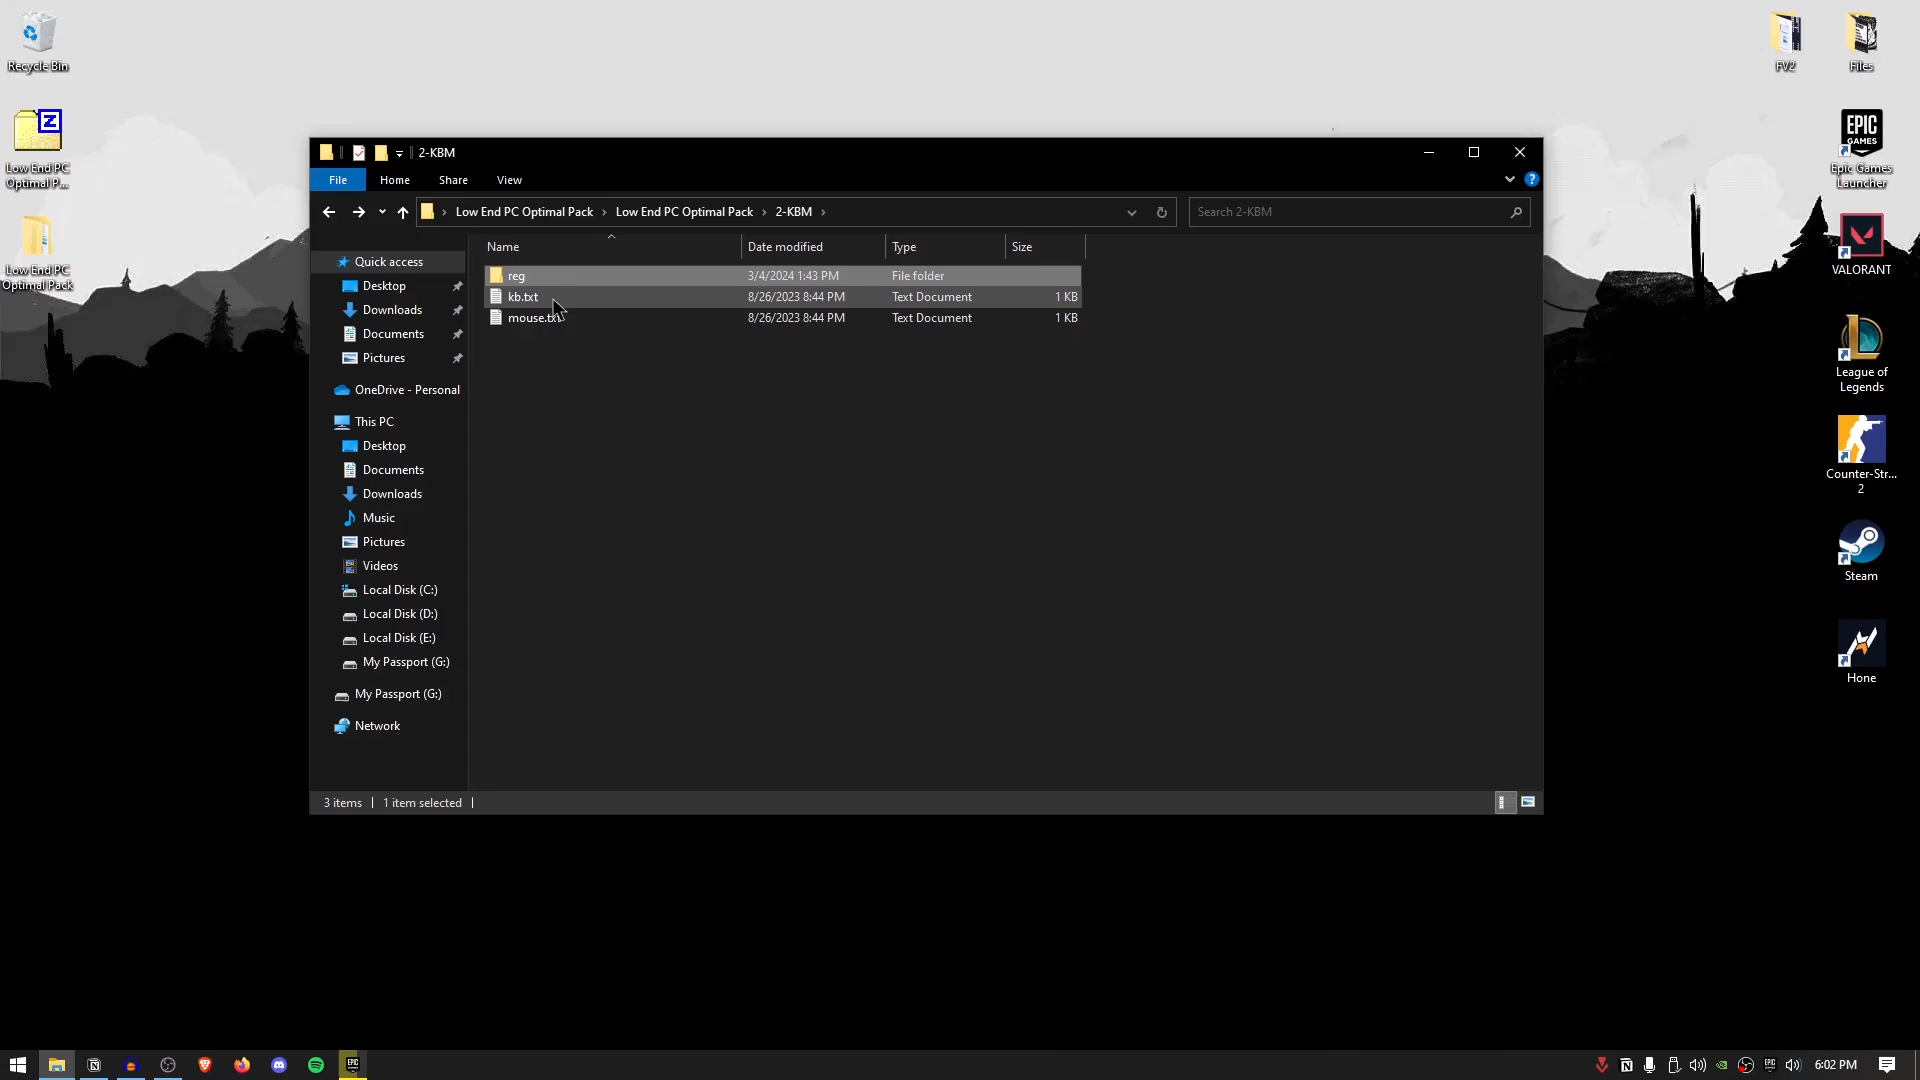 Recycle Bin
Low End PC
Optimal P...
Low End PC
Optimal Pack
FV2
Files
EPIC
GAMES
Epic Games
Launcher
VALORANT
League of
Legends
Counter-Str...
2
Steam
Hone
2-KBM
File
Home
Share
View
Low End PC Optimal Pack
Low End PC Optimal Pack
2-KBM
Search 2-KBM
Name
Date modified
Type
Size
reg
3/4/2024 1:43 PM
File folder
kb.txt
8/26/2023 8:44 PM
Text Document
1 KB
mouse.txt
8/26/2023 8:44 PM
Text Document
1 KB
Quick access
Desktop
Downloads
Documents
Pictures
OneDrive - Personal
This PC
Desktop
Documents
Downloads
Music
Pictures
Videos
Local Disk (C:)
Local Disk (D:)
Local Disk (E:)
My Passport (G:)
My Passport (G:)
Network
3 items
1 item selected
6:02 PM